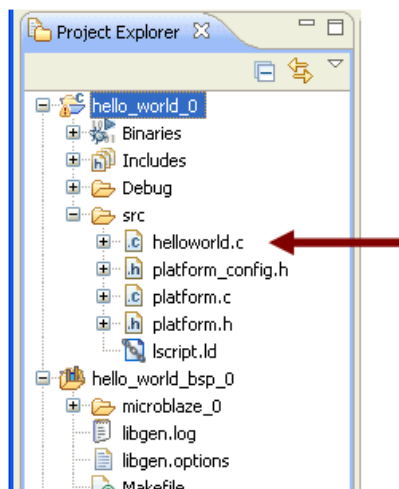 Project Explorer
hello_world_0
Binaries
Includes
Debug
src
helloworld.c
platform_config.h
platform.c
platform.h
lscript.ld
hello_world_bsp_0
microblaze_0
libgen.log
libgen.options
Makefile